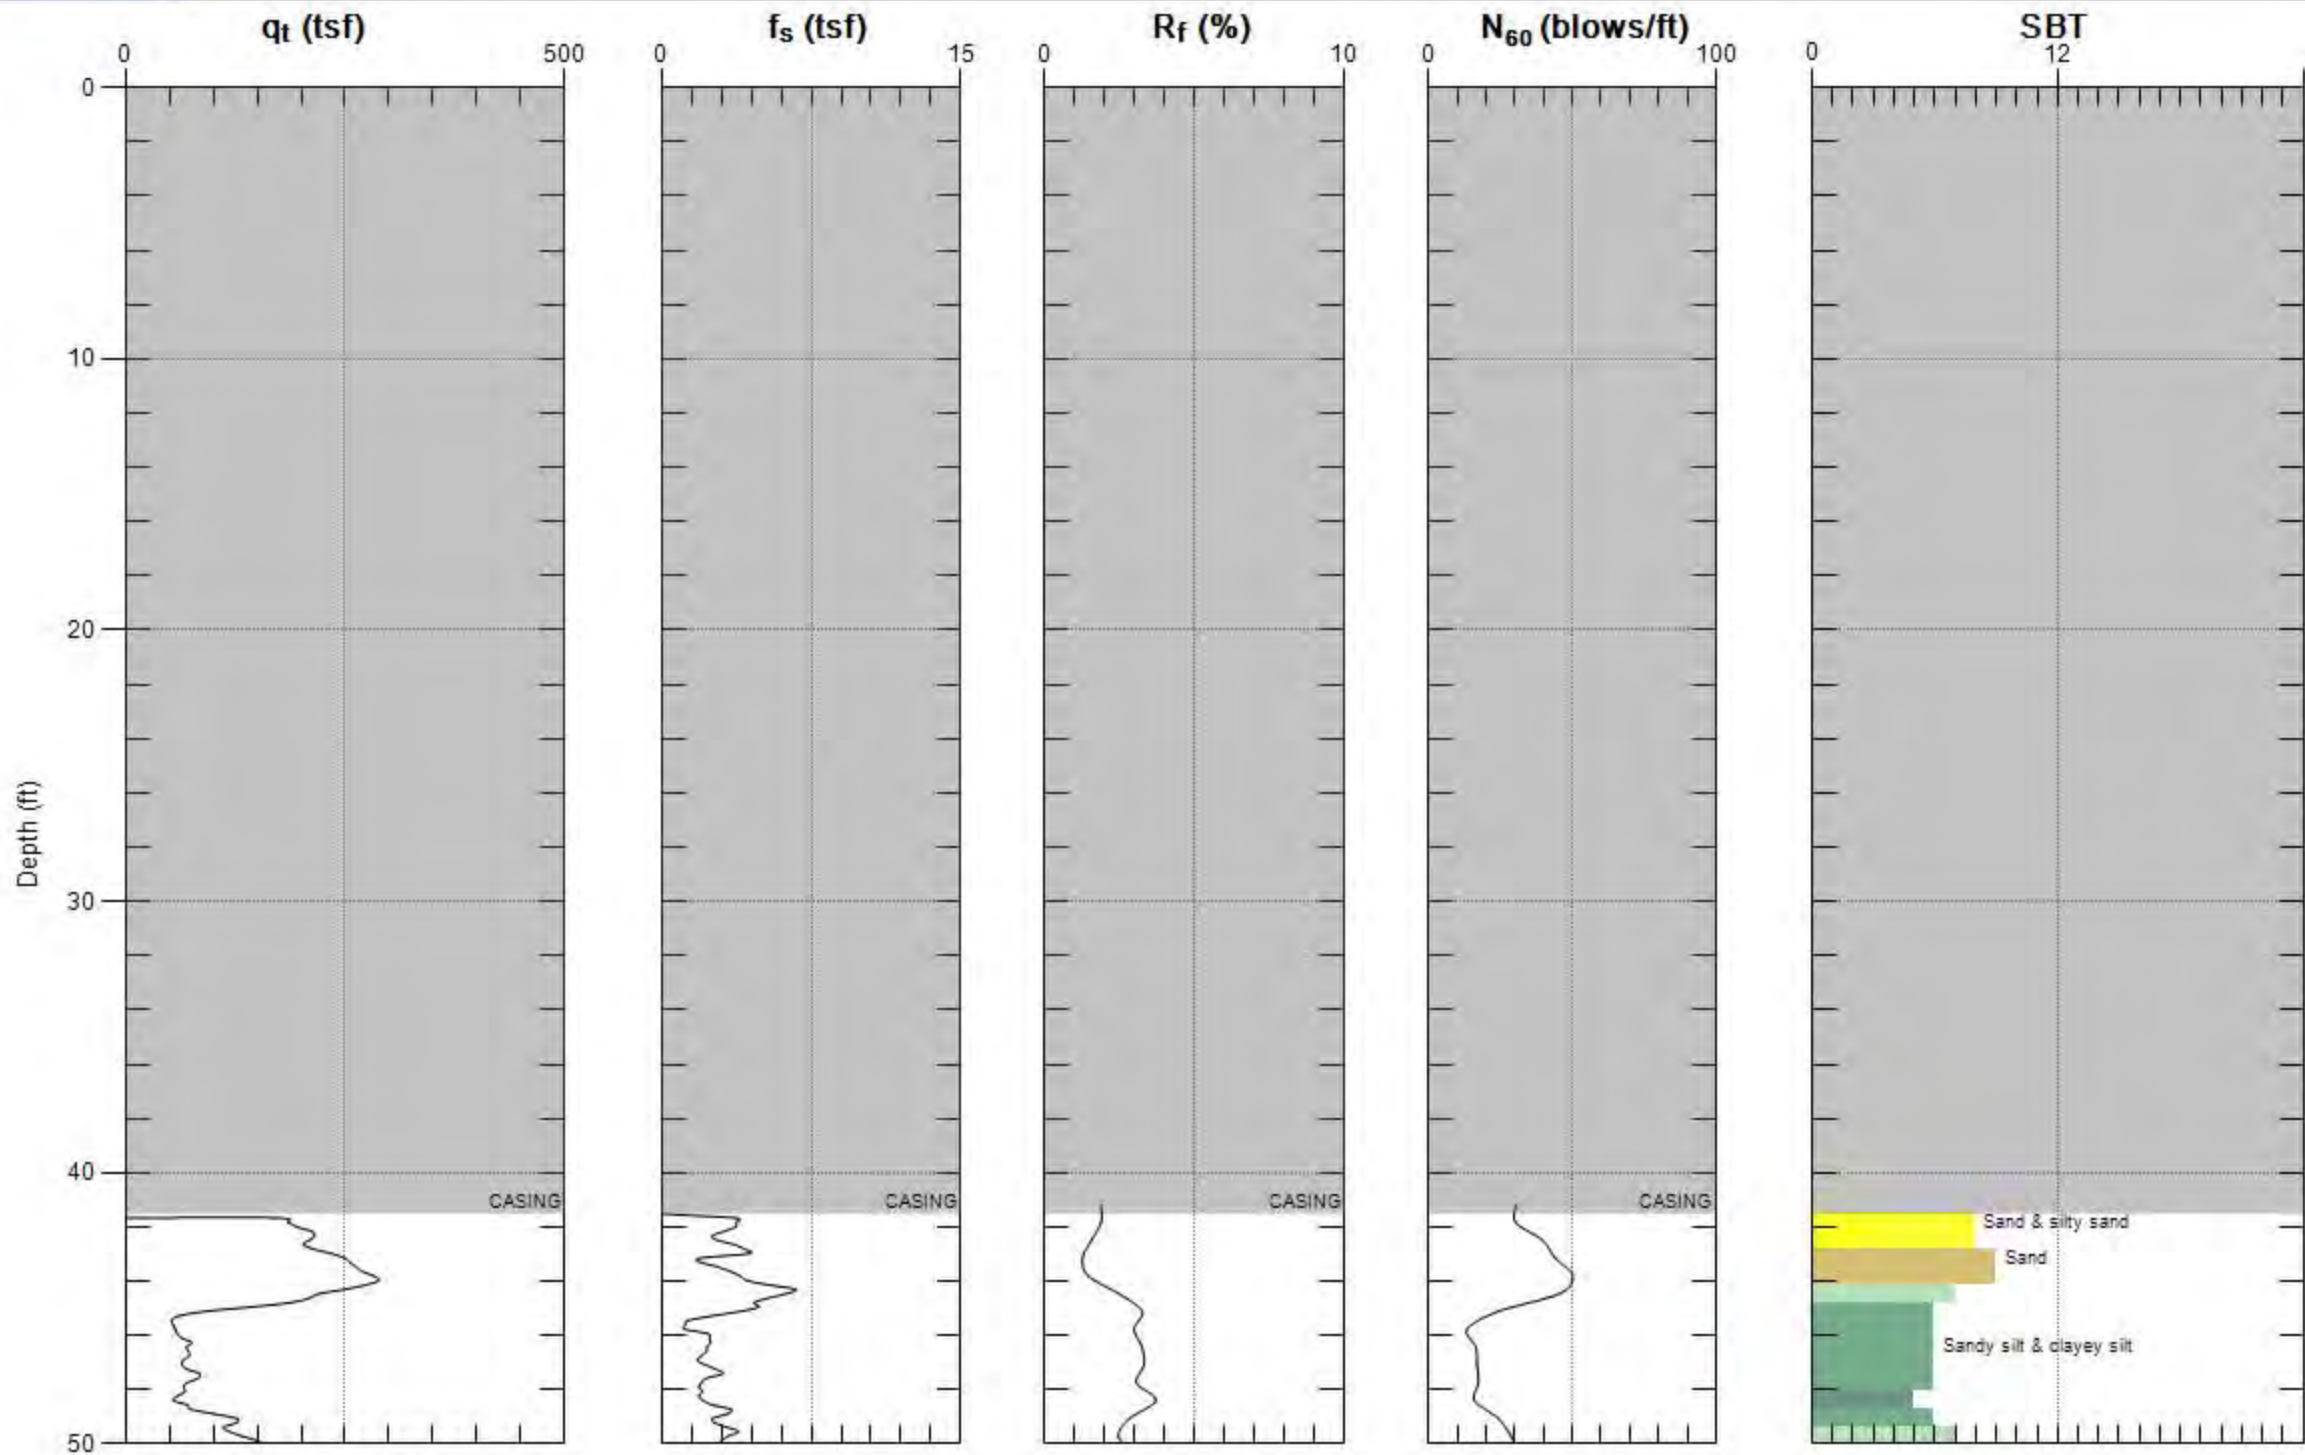 qt (tsf) fs (tsf) Rf (%) N60 (blows/ft) SBT
0 500 0 15 0 10 0 100 0 12
0
10
20
30
40
50
Depth (ft)
CASING CASING CASING CASING
Sand & silty sand
Sand
Sandy silt & clayey silt